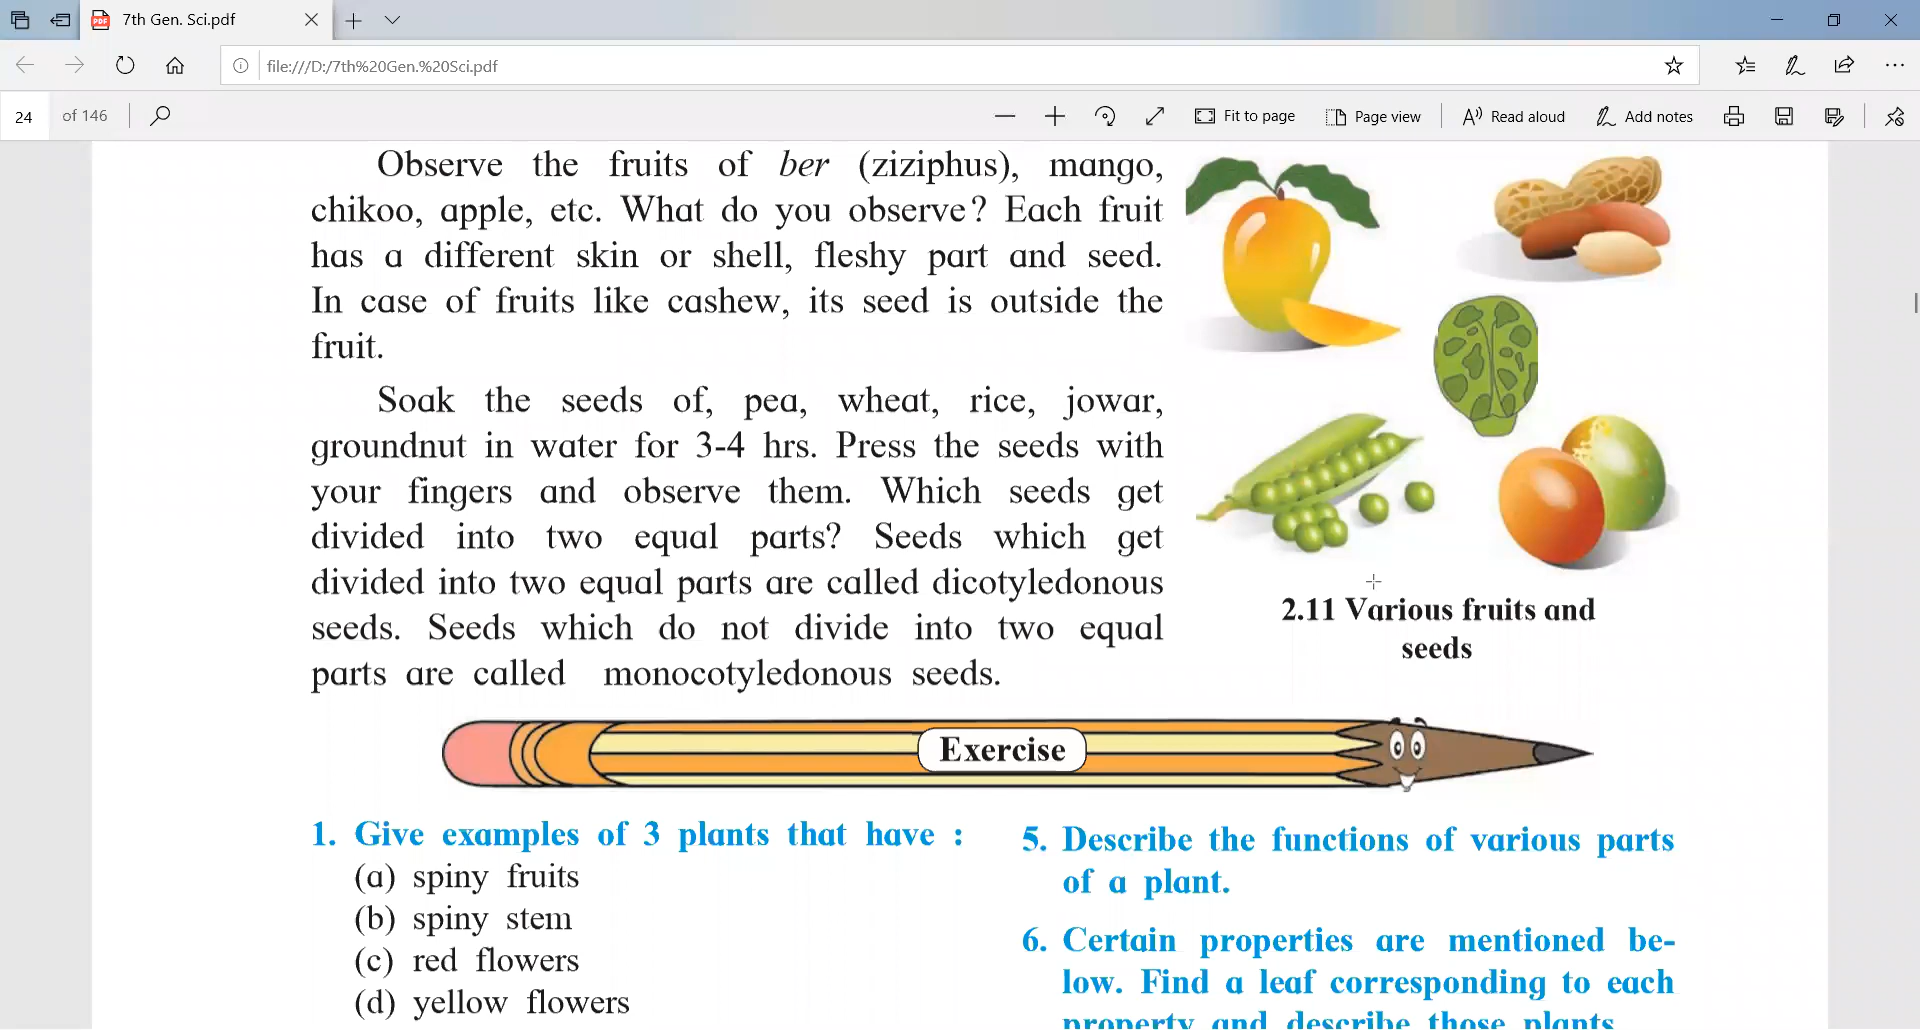 7th Gen. Sci.pdf
file:///D:/7th%20Gen.%20Sci.pdf
24 of 146
Fit to page
Page view
Read aloud
Add notes
Observe the fruits of ber (ziziphus), mango,
chikoo, apple, etc. What do you observe? Each fruit
has a different skin or shell, fleshy part and seed.
In case of fruits like cashew, its seed is outside the
fruit.
Soak the seeds of, pea, wheat, rice, jowar,
groundnut in water for 3-4 hrs. Press the seeds with
your fingers and observe them. Which seeds get
divided into two equal parts? Seeds which get
divided into two equal parts are called dicotyledonous
seeds. Seeds which do not divide into two equal
parts are called monocotyledonous seeds.
2.11 Various fruits and
seeds
Exercise
1. Give examples of 3 plants that have :
(a) spiny fruits
(b) spiny stem
(c) red flowers
(d) yellow flowers
5. Describe the functions of various parts
of a plant.
6. Certain properties are mentioned be-
low. Find a leaf corresponding to each
property and describe those plants